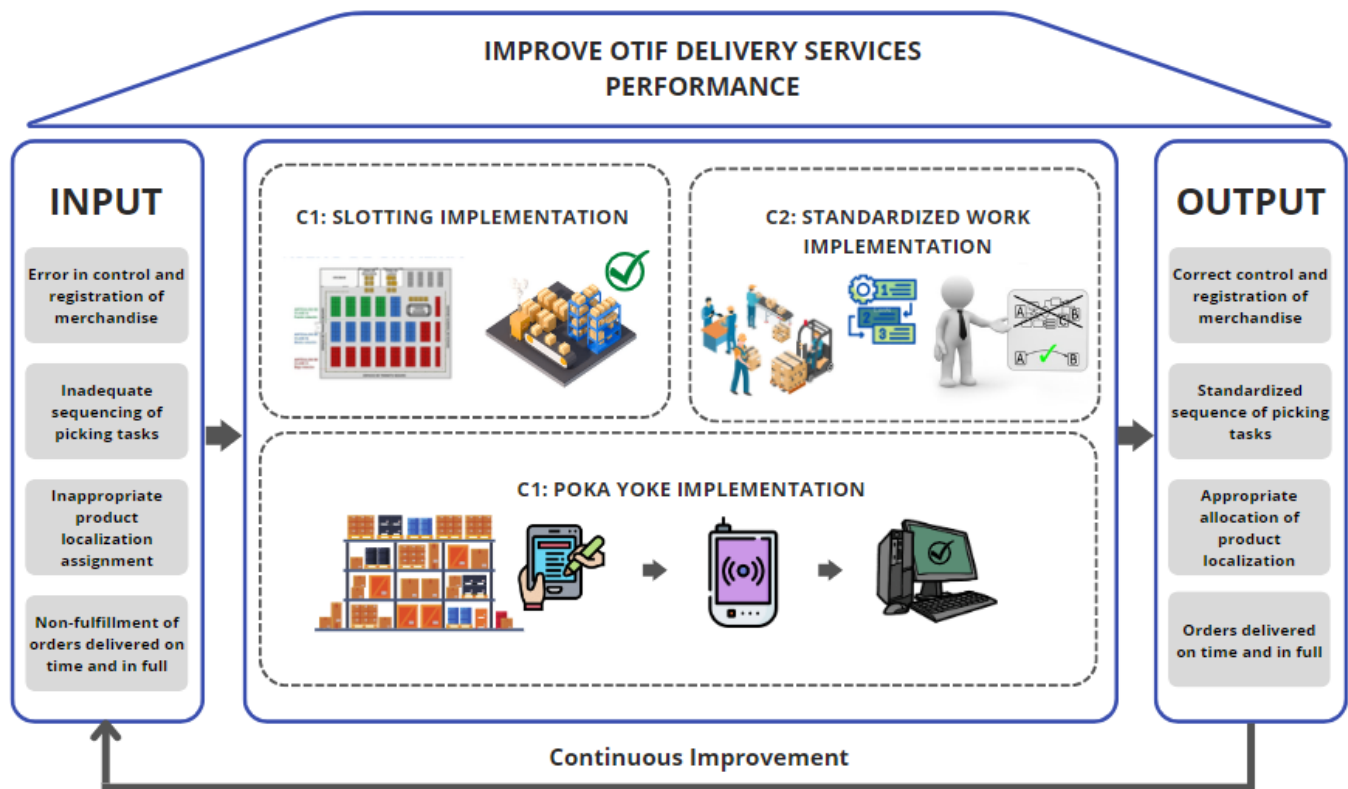 IMPROVE OTIF DELIVERY SERVICES
PERFORMANCE
INPUT
Error in control and
registration of
merchandise
Inadequate
sequencing of
picking tasks
Inappropriate
product
localization
assignment
Non-fulfillment of
orders delivered on
time and in full
C1: SLOTTING IMPLEMENTATION
C2: STANDARDIZED WORK
IMPLEMENTATION
1
2
3
A
B
A
B
C1: POKA YOKE IMPLEMENTATION
OUTPUT
Correct control and
registration of
merchandise
Standardized
sequence of picking
tasks
Appropriate
allocation of
product
localization
Orders delivered
on time and in full
Continuous Improvement